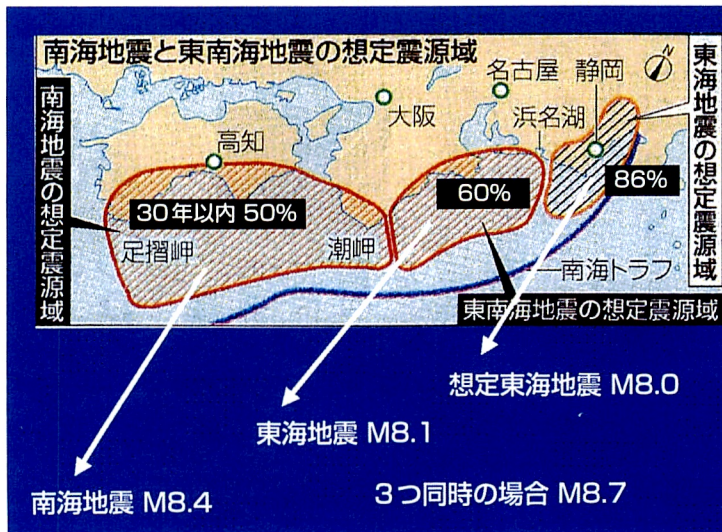 南海地震と東南海地震の想定震源域
N
名古屋
静岡
大阪
浜名湖
高知
東海地震の想定震源域
南海地震の想定震源域
86%
60%
30年以内 50%
足摺岬
潮岬
南海トラフ
東南海地震の想定震源域
想定東海地震 M8.0
東海地震 M8.1
南海地震 M8.4
3つ同時の場合 M8.7